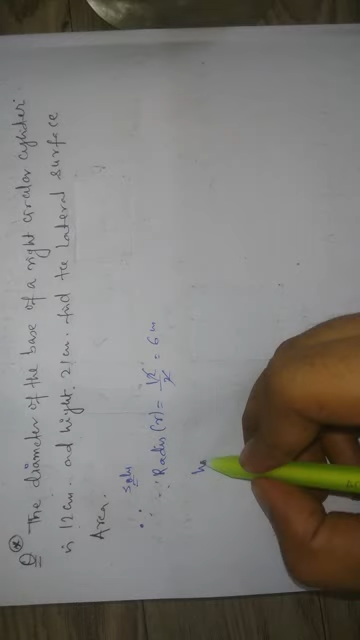 Q The diameter of the base of a right circular cylinder
is 12 cm. and height. 21 cm. find the Lateral surface
Area.
Soln
∴ Radius (r) = 12/2 = 6 m
h